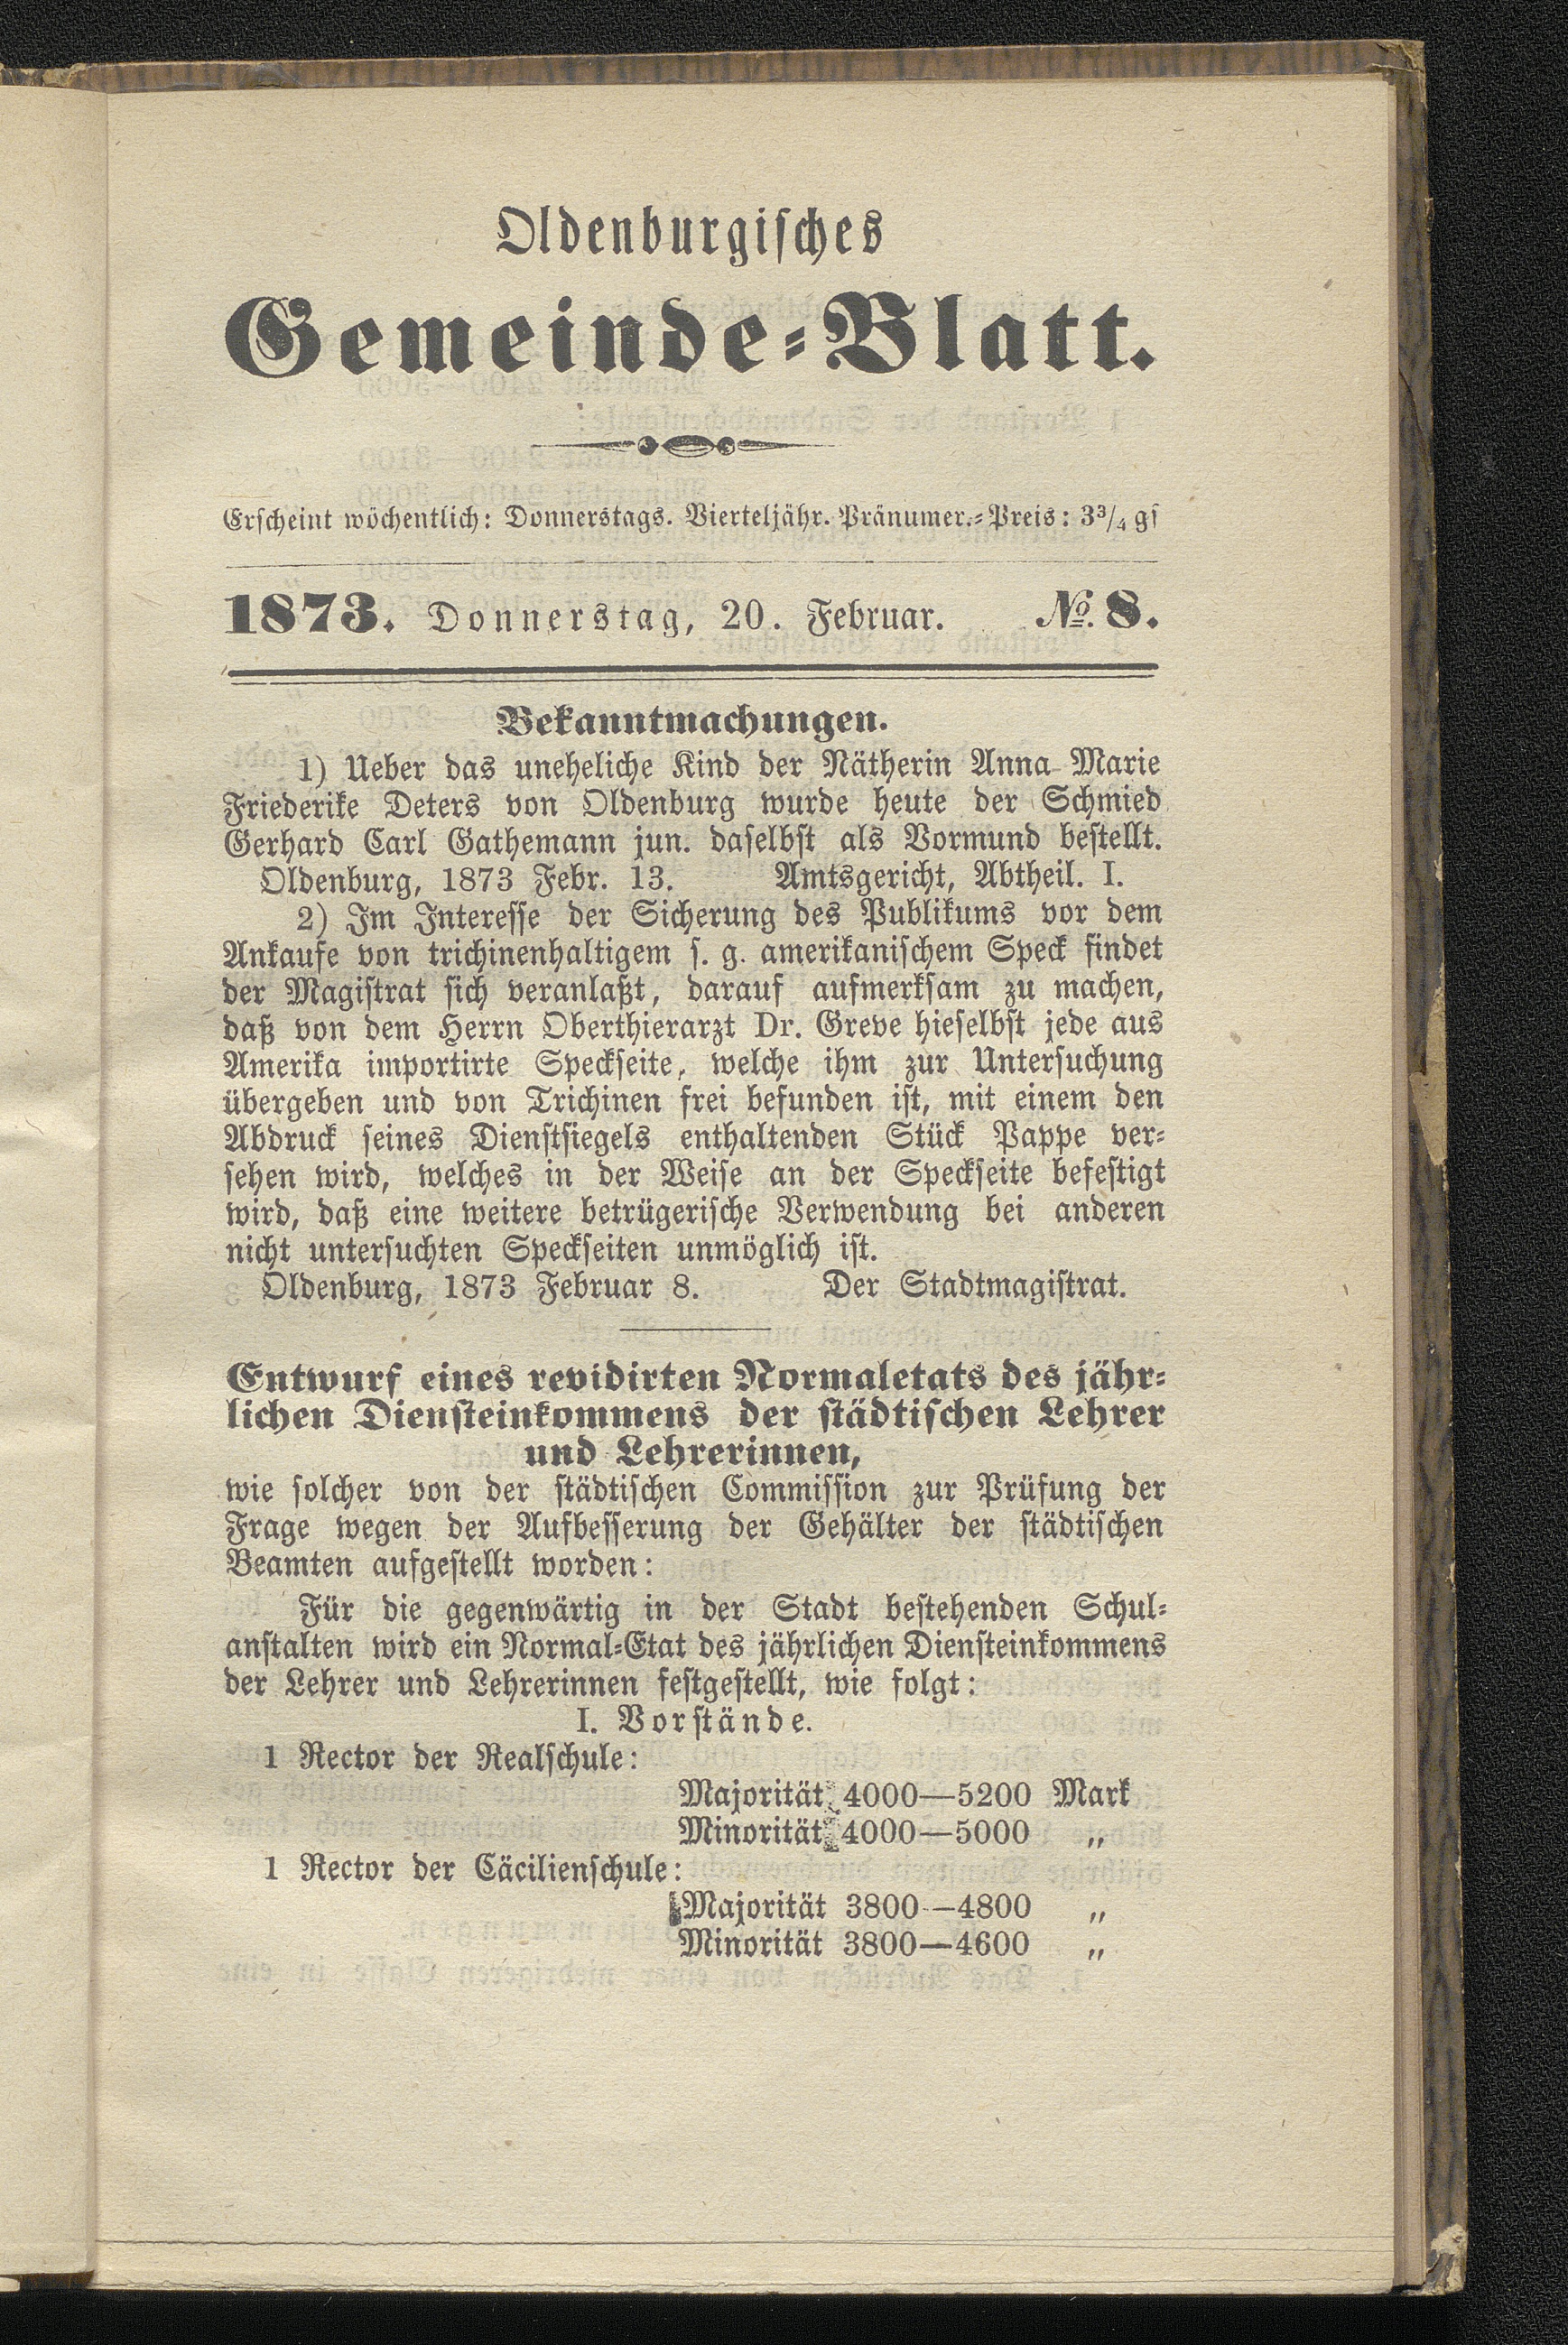 Oldenburgisches
Gemeinde-Blatt.
Erscheint wöchentlich: Donnerstags. Vierteljähr. Pränumer.-Preis: 3¾ gs
1873. Donnerstag, 20. Februar. № 8.
Bekanntmachungen.
1) Ueber das uneheliche Kind der Nätherin Anna Marie
Friederike Deters von Oldenburg wurde heute der Schmied
Gerhard Carl Gathemann jun. daselbst als Vormund bestellt.
Oldenburg, 1873 Febr. 13. Amtsgericht, Abtheil. I.
2) Im Interesse der Sicherung des Publikums vor dem
Ankaufe von trichinenhaltigem s. g. amerikanischem Speck findet
der Magistrat sich veranlaßt, darauf aufmerksam zu machen,
daß von dem Herrn Oberthierarzt Dr. Greve hieselbst jede aus
Amerika importirte Speckseite, welche ihm zur Untersuchung
übergeben und von Trichinen frei befunden ist, mit einem den
Abdruck seines Dienstsiegels enthaltenden Stück Pappe ver-
sehen wird, welches in der Weise an der Speckseite befestigt
wird, daß eine weitere betrügerische Verwendung bei anderen
nicht untersuchten Speckseiten unmöglich ist.
Oldenburg, 1873 Februar 8. Der Stadtmagistrat.
Entwurf eines revidirten Normaletats des jähr-
lichen Diensteinkommens der städtischen Lehrer
und Lehrerinnen,
wie solcher von der städtischen Commission zur Prüfung der
Frage wegen der Aufbesserung der Gehälter der städtischen
Beamten aufgestellt worden:
Für die gegenwärtig in der Stadt bestehenden Schul-
anstalten wird ein Normal-Etat des jährlichen Diensteinkommens
der Lehrer und Lehrerinnen festgestellt, wie folgt:
I. Vorstände.
1 Rector der Realschule:
Majorität 4000—5200 Mark
Minorität 4000—5000 „
1 Rector der Cäcilienschule:
Majorität 3800—4800 „
Minorität 3800—4600 „